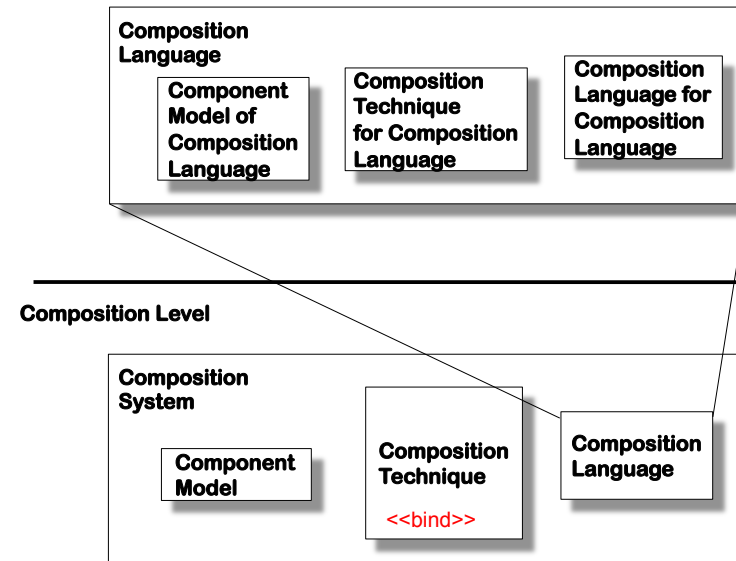 Composition
Language
Component
Model of
Composition
Language
Composition
Technique
for Composition
Language
Composition
Language for
Composition
Language
Composition Level
Composition
System
Component
Model
Composition
Technique
<<bind>>
Composition
Language